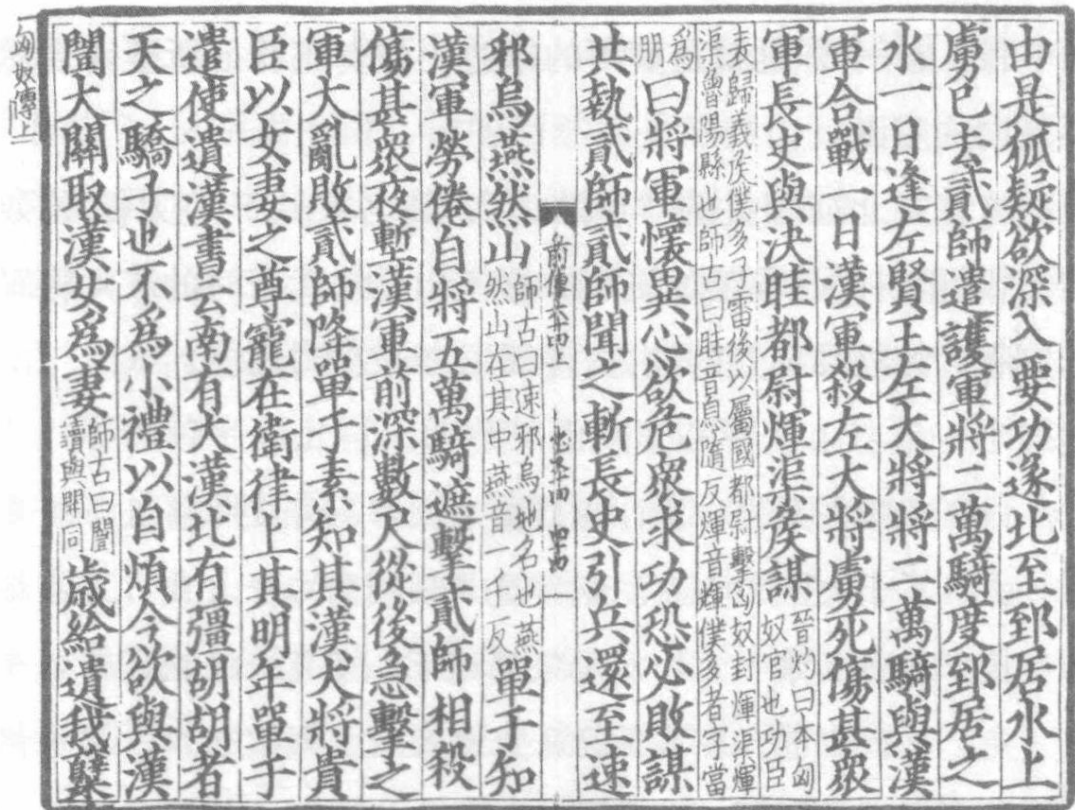 由是狐疑欲深入要功遂北至郅居水上
虜已去貳師遣護軍將二萬騎度郅居之
水一日逢左賢王左大將將二萬騎與漢
軍合戰一日漢軍殺左大將虜死傷甚衆
軍長史與決眭都尉煇渠侯謀晉灼曰本匈奴官也功臣
表歸義侯僕多子雷後以屬國都尉擊匈奴封煇渠煇
渠魯陽縣也師古曰眭音息隨反煇音輝僕多者字當
為朋曰將軍懷異心欲危衆求功恐必敗謀
共執貳師貳師聞之斬長史引兵還至速
前傳六十四上
邪烏燕然山師古曰速邪烏地名也燕然山在其中燕音一千反單于知
漢軍勞倦自將五萬騎遮擊貳師相殺
傷甚衆夜塹漢軍前深數尺從後急擊之
軍大亂敗貳師降單于素知其漢大將貴
臣以女妻之尊寵在衛律上其明年單于
遣使遺漢書云南有大漢北有彊胡胡者
天之驕子也不為小禮以自煩今欲與漢
闓大關取漢女爲妻師古曰闓讀與開同歲給遺我糱
匈奴傳上